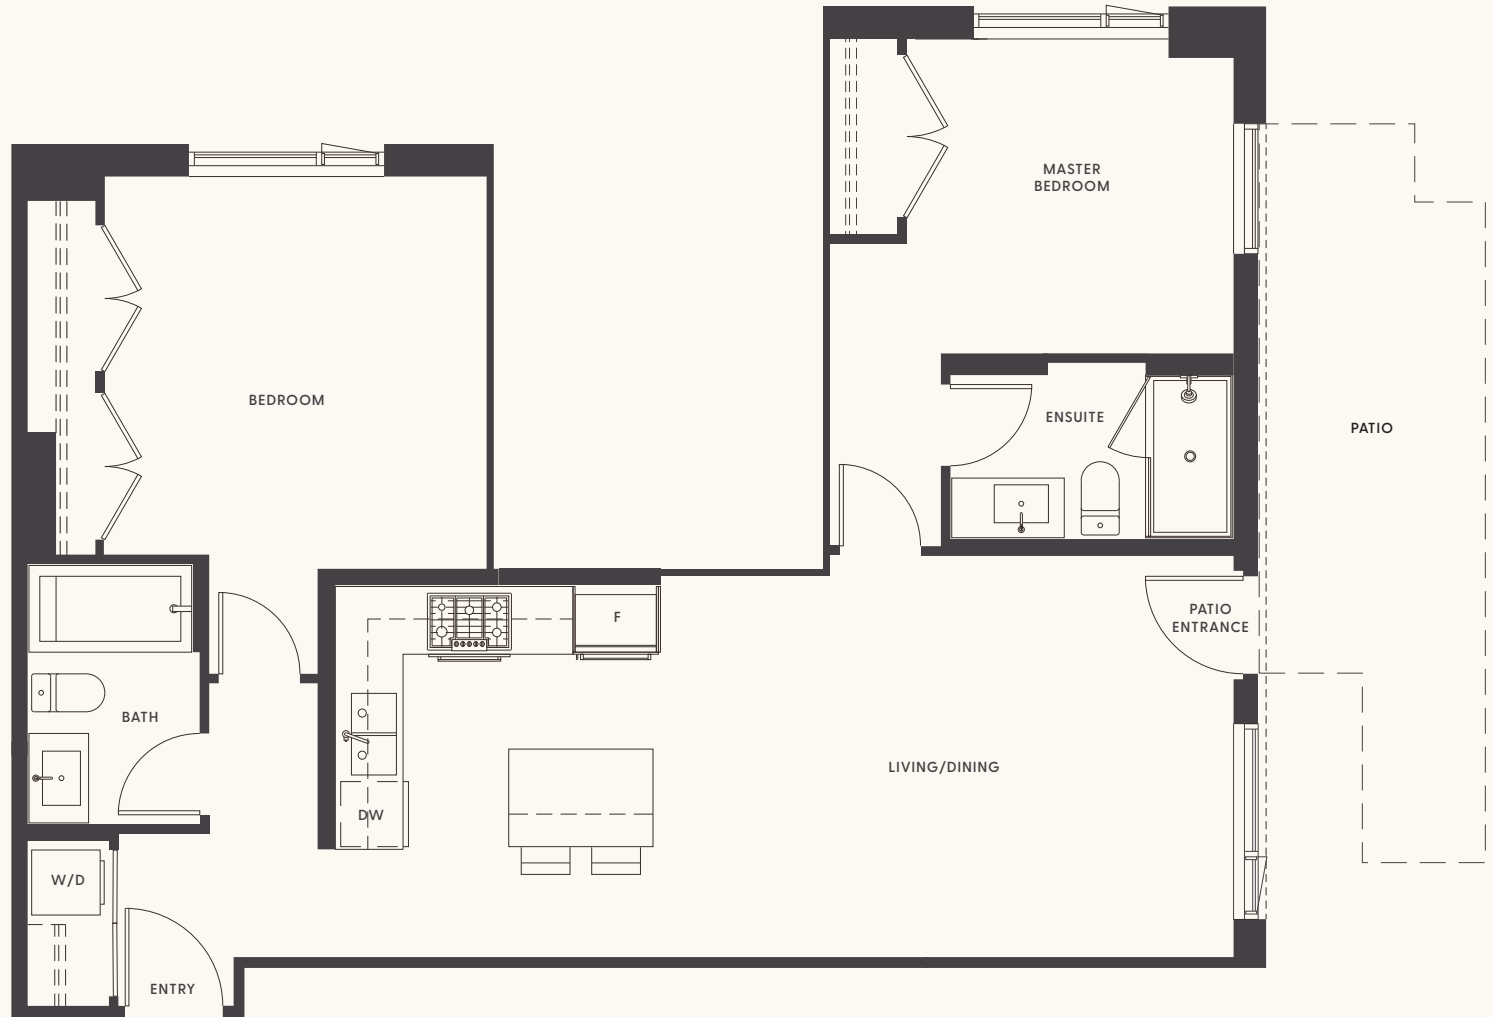 MASTER
BEDROOM
BEDROOM
ENSUITE
PATIO
F
PATIO
ENTRANCE
BATH
LIVING/DINING
DW
W/D
ENTRY